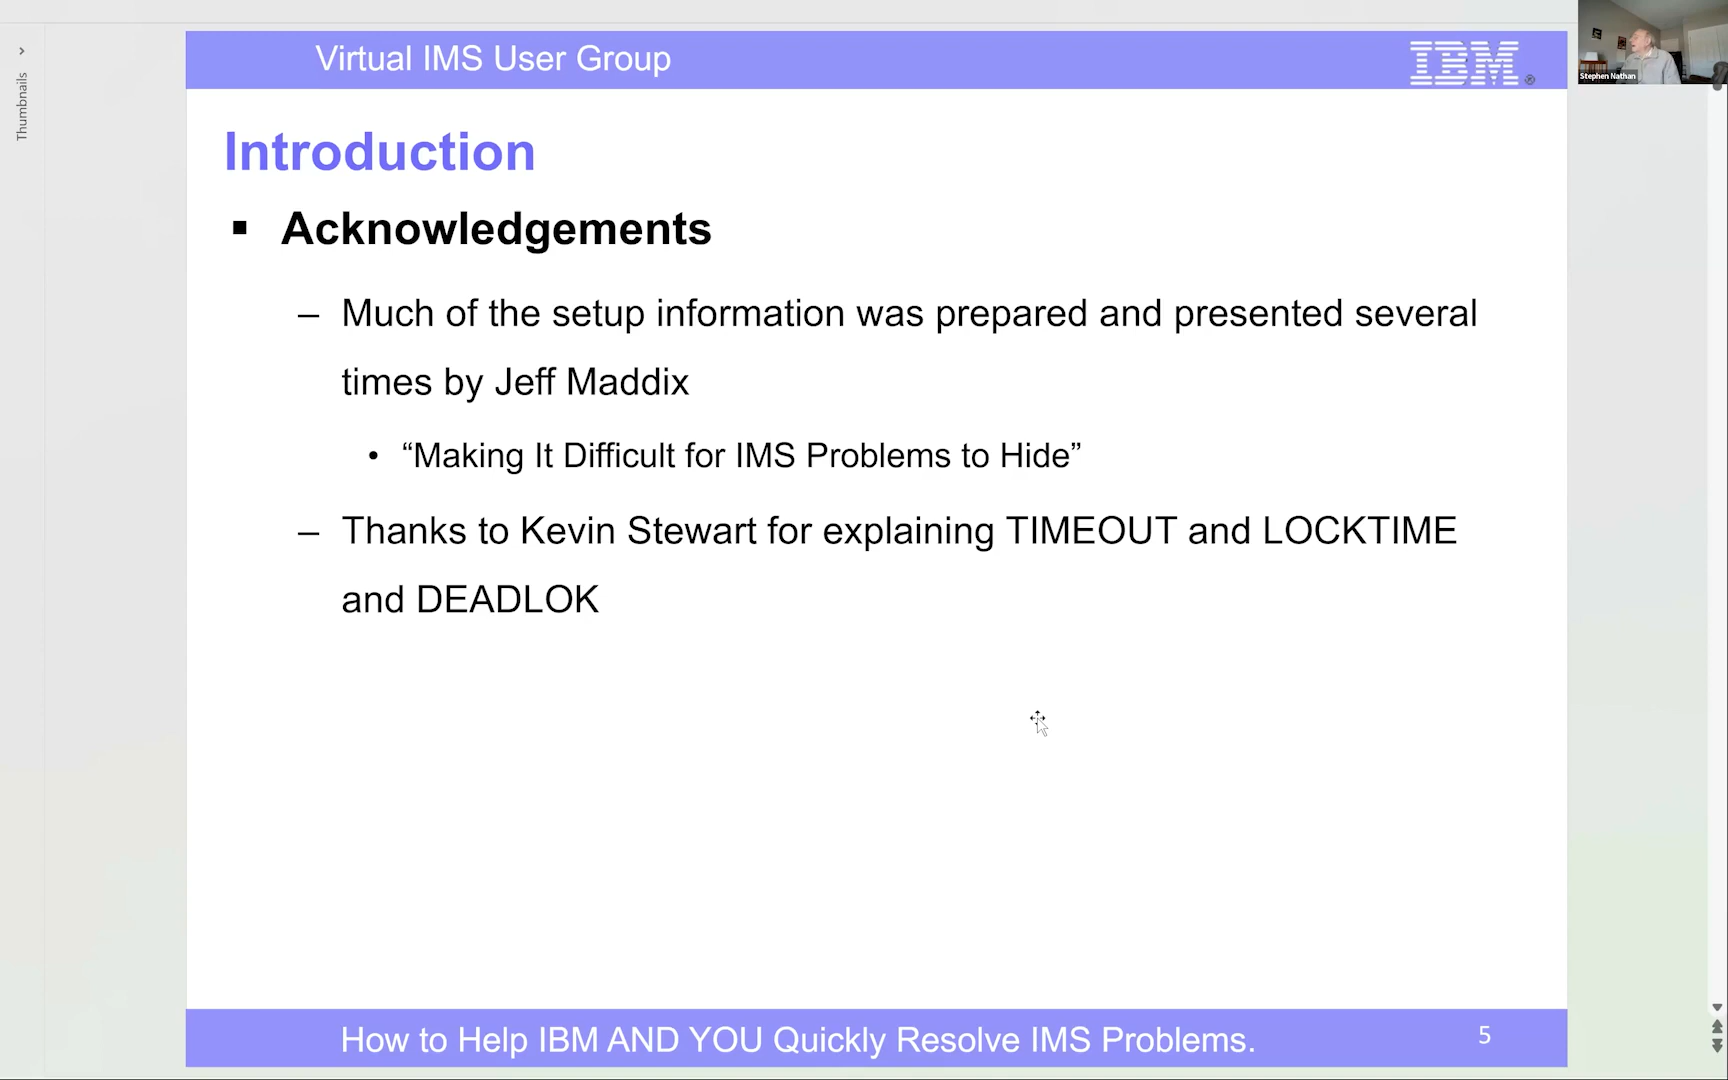 Virtual IMS User Group
IBM
®
Stephen Nathan
Thumbnails
Introduction
▪ Acknowledgements
– Much of the setup information was prepared and presented several
times by Jeff Maddix
• “Making It Difficult for IMS Problems to Hide”
– Thanks to Kevin Stewart for explaining TIMEOUT and LOCKTIME
and DEADLOK
How to Help IBM AND YOU Quickly Resolve IMS Problems.
5